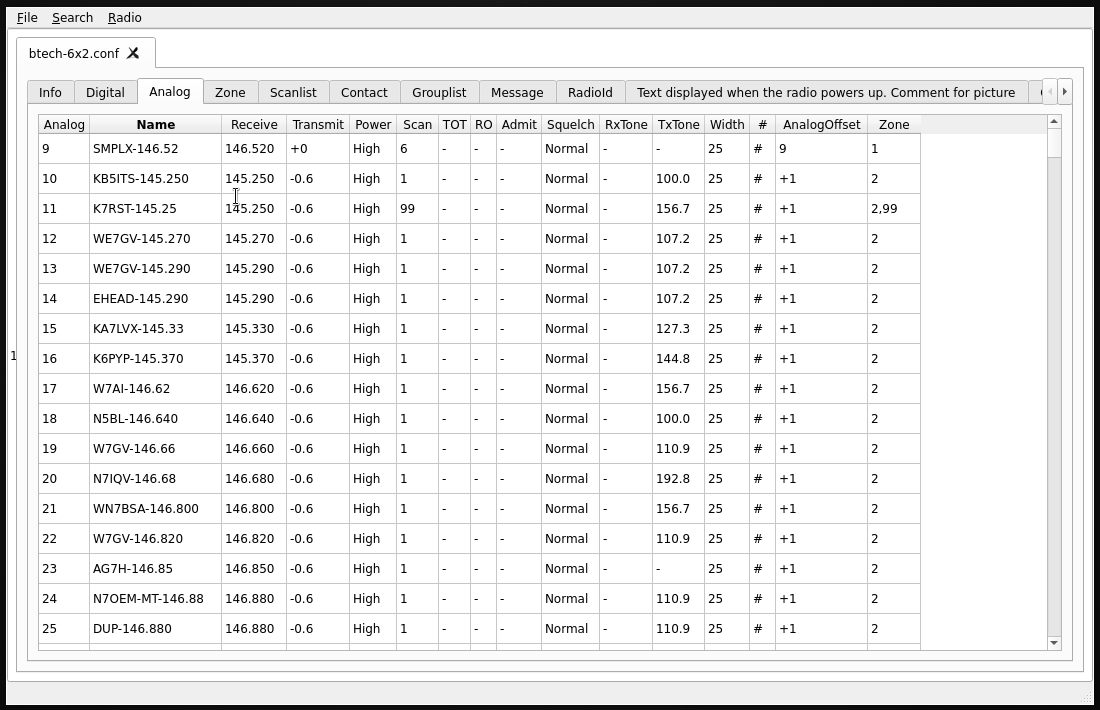 File Search Radio
btech-6x2.conf
Info Digital Analog Zone Scanlist Contact Grouplist Message RadioId Text displayed when the radio powers up. Comment for picture
Analog Name Receive Transmit Power Scan TOT RO Admit Squelch RxTone TxTone Width # AnalogOffset Zone
9 SMPLX-146.52 146.520 +0 High 6 - - - Normal - - 25 # 9 1
10 KB5ITS-145.250 145.250 -0.6 High 1 - - - Normal - 100.0 25 # +1 2
11 K7RST-145.25 145.250 -0.6 High 99 - - - Normal - 156.7 25 # +1 2,99
12 WE7GV-145.270 145.270 -0.6 High 1 - - - Normal - 107.2 25 # +1 2
13 WE7GV-145.290 145.290 -0.6 High 1 - - - Normal - 107.2 25 # +1 2
14 EHEAD-145.290 145.290 -0.6 High 1 - - - Normal - 107.2 25 # +1 2
15 KA7LVX-145.33 145.330 -0.6 High 1 - - - Normal - 127.3 25 # +1 2
1
16 K6PYP-145.370 145.370 -0.6 High 1 - - - Normal - 144.8 25 # +1 2
17 W7AI-146.62 146.620 -0.6 High 1 - - - Normal - 156.7 25 # +1 2
18 N5BL-146.640 146.640 -0.6 High 1 - - - Normal - 100.0 25 # +1 2
19 W7GV-146.66 146.660 -0.6 High 1 - - - Normal - 110.9 25 # +1 2
20 N7IQV-146.68 146.680 -0.6 High 1 - - - Normal - 192.8 25 # +1 2
21 WN7BSA-146.800 146.800 -0.6 High 1 - - - Normal - 156.7 25 # +1 2
22 W7GV-146.820 146.820 -0.6 High 1 - - - Normal - 110.9 25 # +1 2
23 AG7H-146.85 146.850 -0.6 High 1 - - - Normal - - 25 # +1 2
24 N7OEM-MT-146.88 146.880 -0.6 High 1 - - - Normal - 110.9 25 # +1 2
25 DUP-146.880 146.880 -0.6 High 1 - - - Normal - 110.9 25 # +1 2